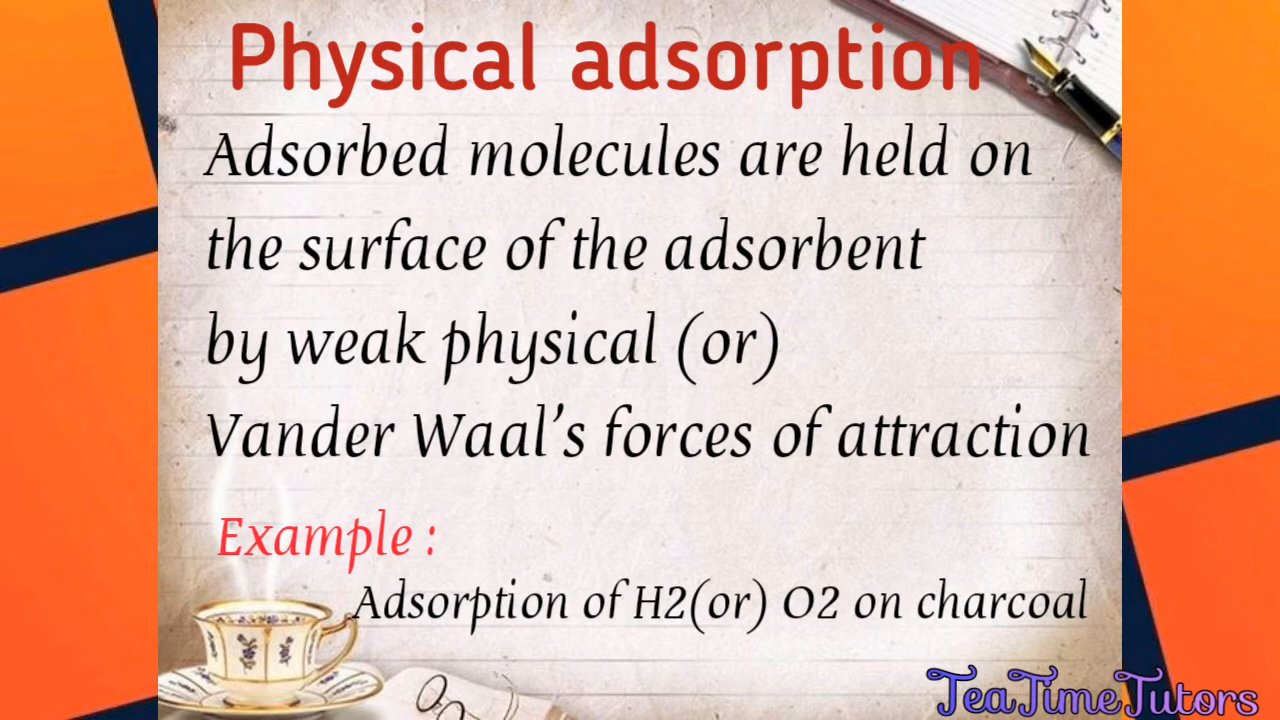 Physical adsorption
Adsorbed molecules are held on
the surface of the adsorbent
by weak physical (or)
Vander Waal's forces of attraction
Example :
Adsorption of H2(or) O2 on charcoal
TeaTimeTutors